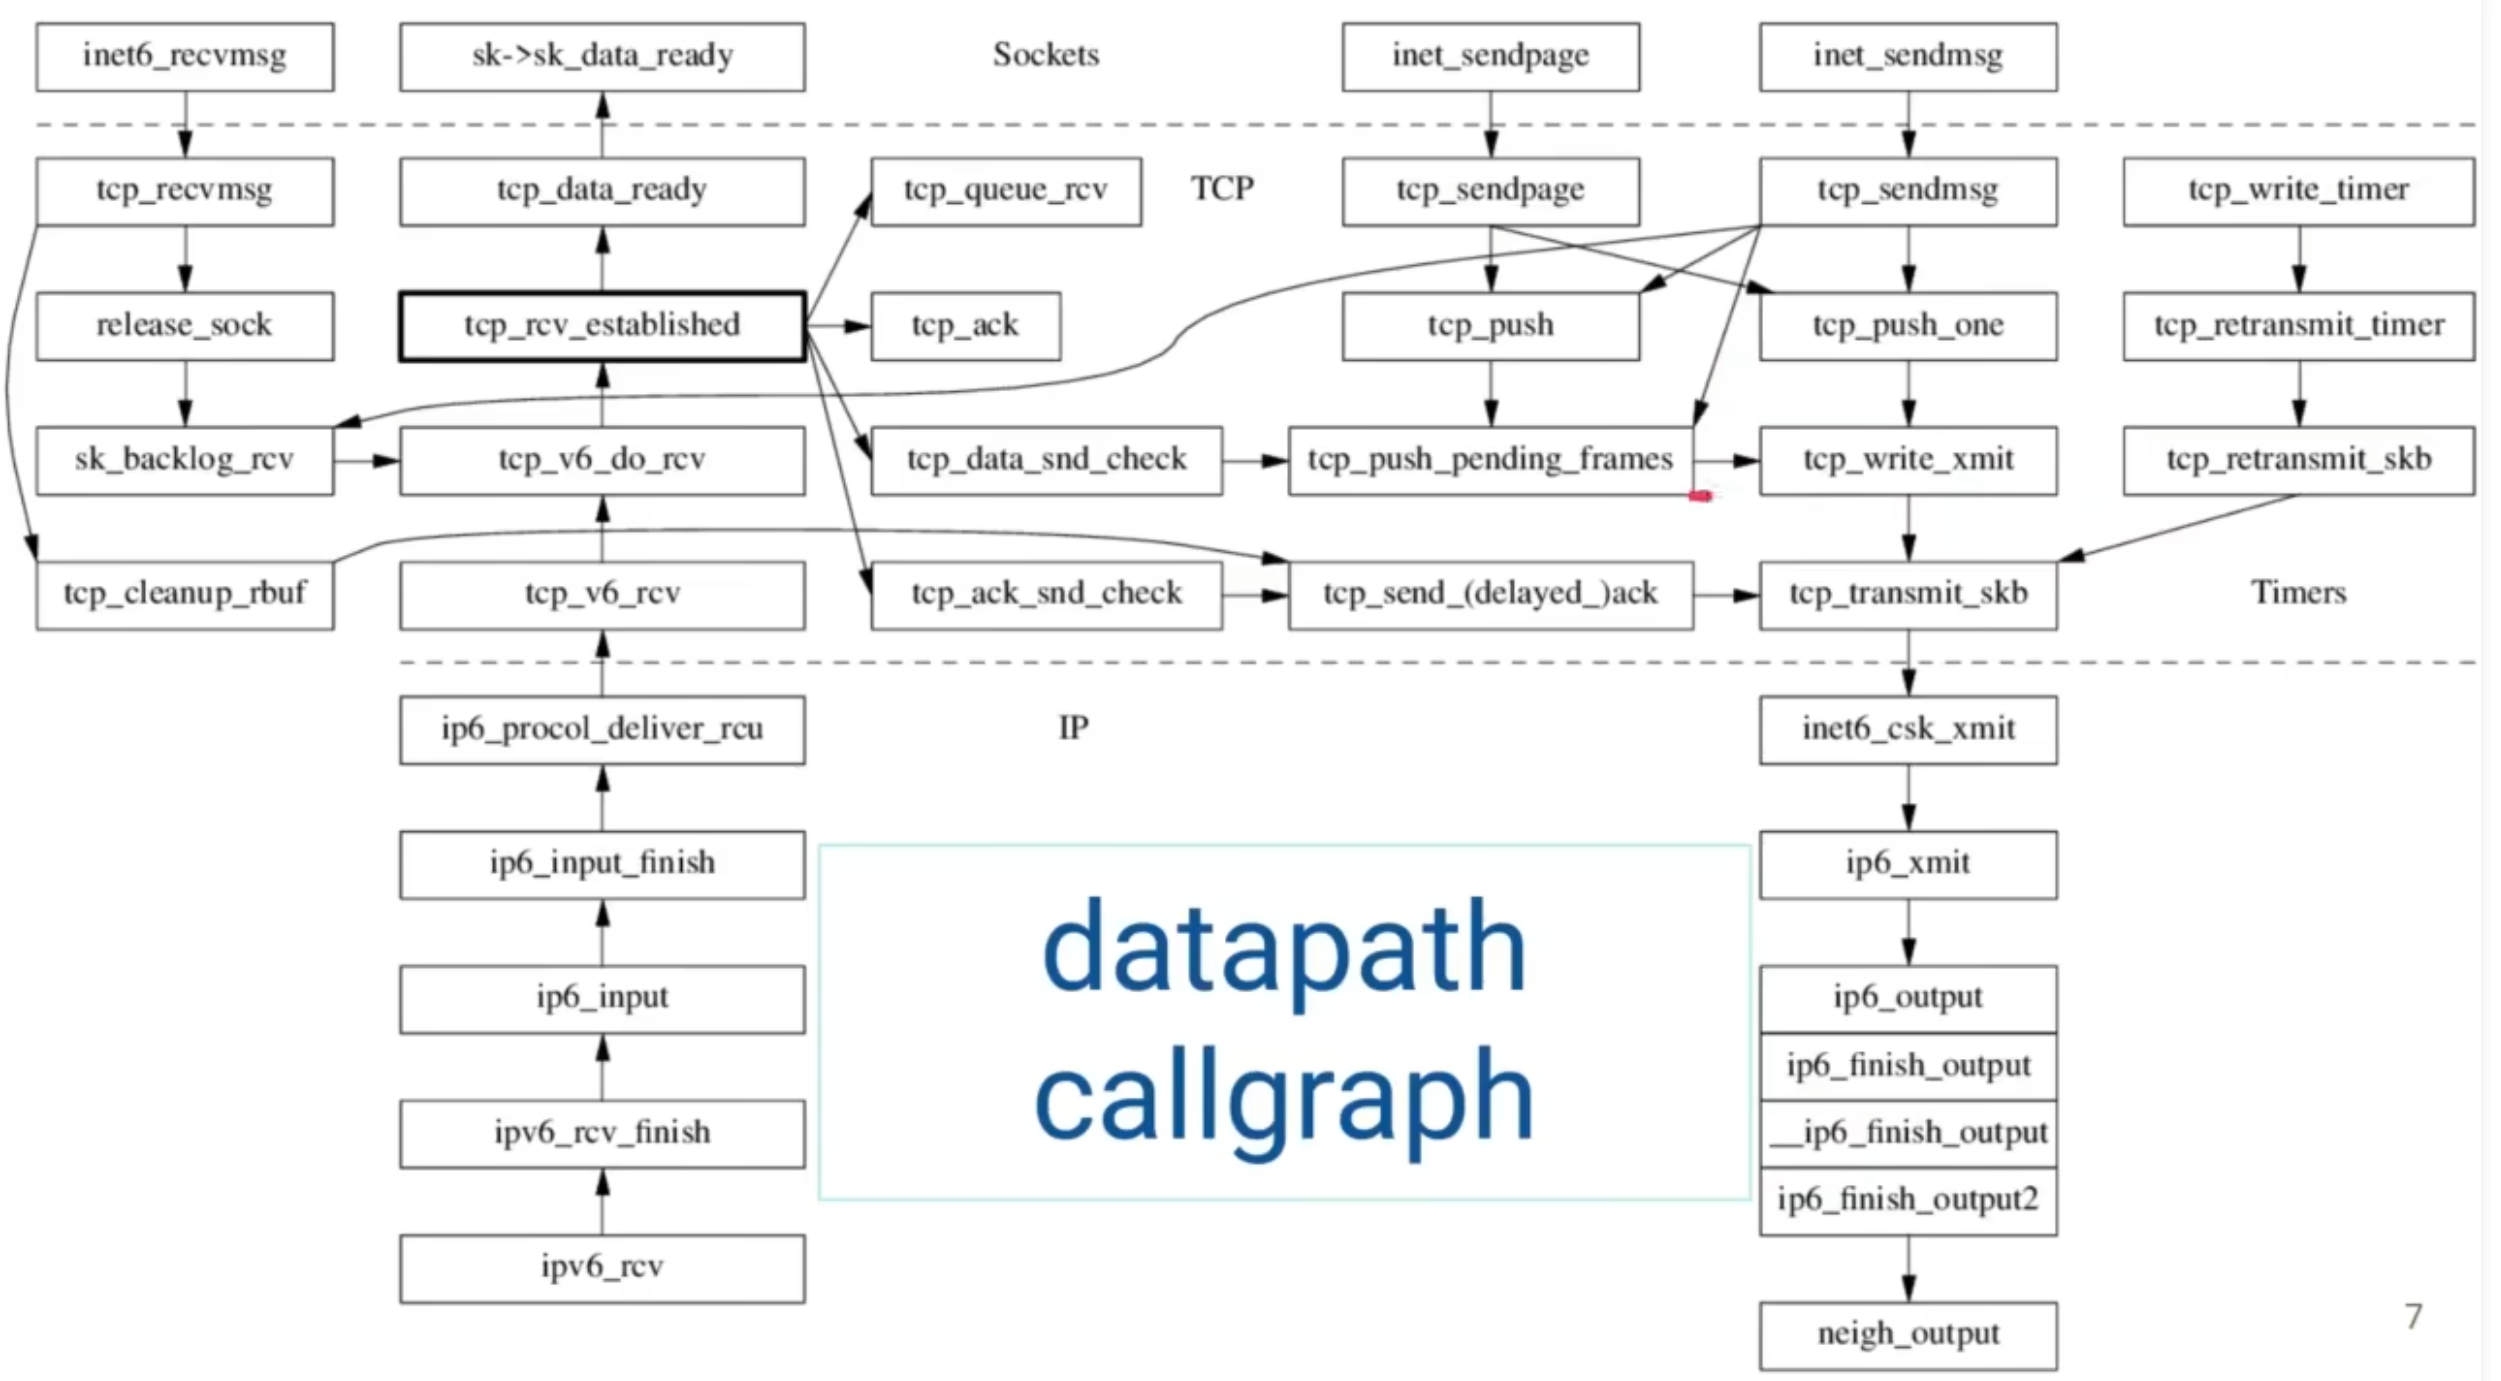 inet6_recvmsg
sk->sk_data_ready
Sockets
inet_sendpage
inet_sendmsg
tcp_recvmsg
tcp_data_ready
tcp_queue_rcv
TCP
tcp_sendpage
tcp_sendmsg
tcp_write_timer
release_sock
tcp_rcv_established
tcp_ack
tcp_push
tcp_push_one
tcp_retransmit_timer
sk_backlog_rcv
tcp_v6_do_rcv
tcp_data_snd_check
tcp_push_pending_frames
tcp_write_xmit
tcp_retransmit_skb
tcp_cleanup_rbuf
tcp_v6_rcv
tcp_ack_snd_check
tcp_send_(delayed_)ack
tcp_transmit_skb
Timers
ip6_procol_deliver_rcu
IP
inet6_csk_xmit
ip6_input_finish
ip6_xmit
ip6_input
ip6_output
ip6_finish_output
ipv6_rcv_finish
__ip6_finish_output
ip6_finish_output2
ipv6_rcv
neigh_output
datapath
callgraph
7